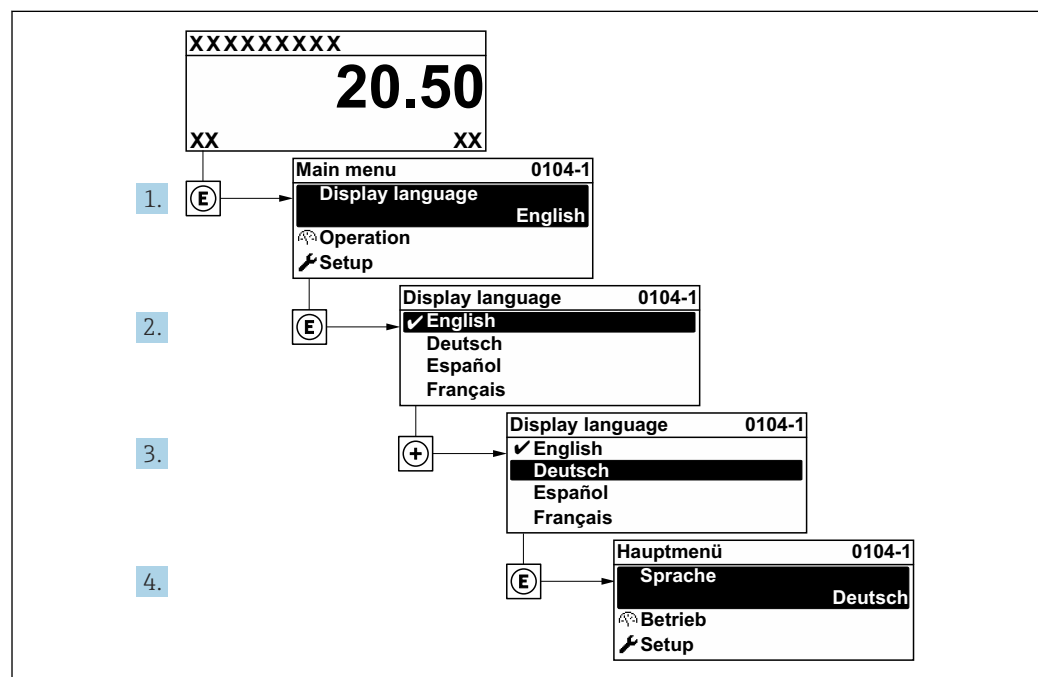 XXXXXXXXX
20.50
XX XX
1.
E
Main menu 0104-1
Display language
English
Operation
Setup
2.
E
Display language 0104-1
✔English
Deutsch
Español
Français
3.
+
Display language 0104-1
✔English
Deutsch
Español
Français
4.
E
Hauptmenü 0104-1
Sprache
Deutsch
Betrieb
Setup